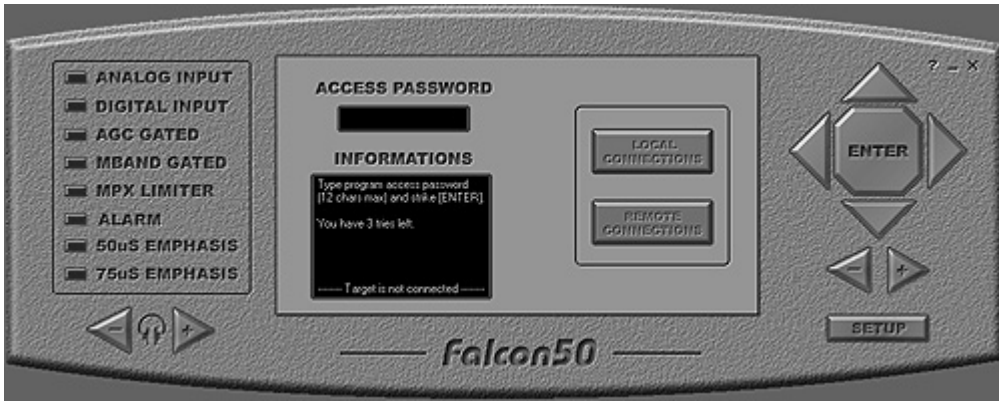 ANALOG INPUT
DIGITAL INPUT
AGC GATED
MBAND GATED
MPX LIMITER
ALARM
50uS EMPHASIS
75uS EMPHASIS
- +
ACCESS PASSWORD
INFORMATIONS
Type program access password
(12 chars max) and strike [ENTER].
You have 3 tries left.
------ Target is not connected ------
LOCAL
CONNECTIONS
REMOTE
CONNECTIONS
? – X
ENTER
- +
SETUP
Falcon50